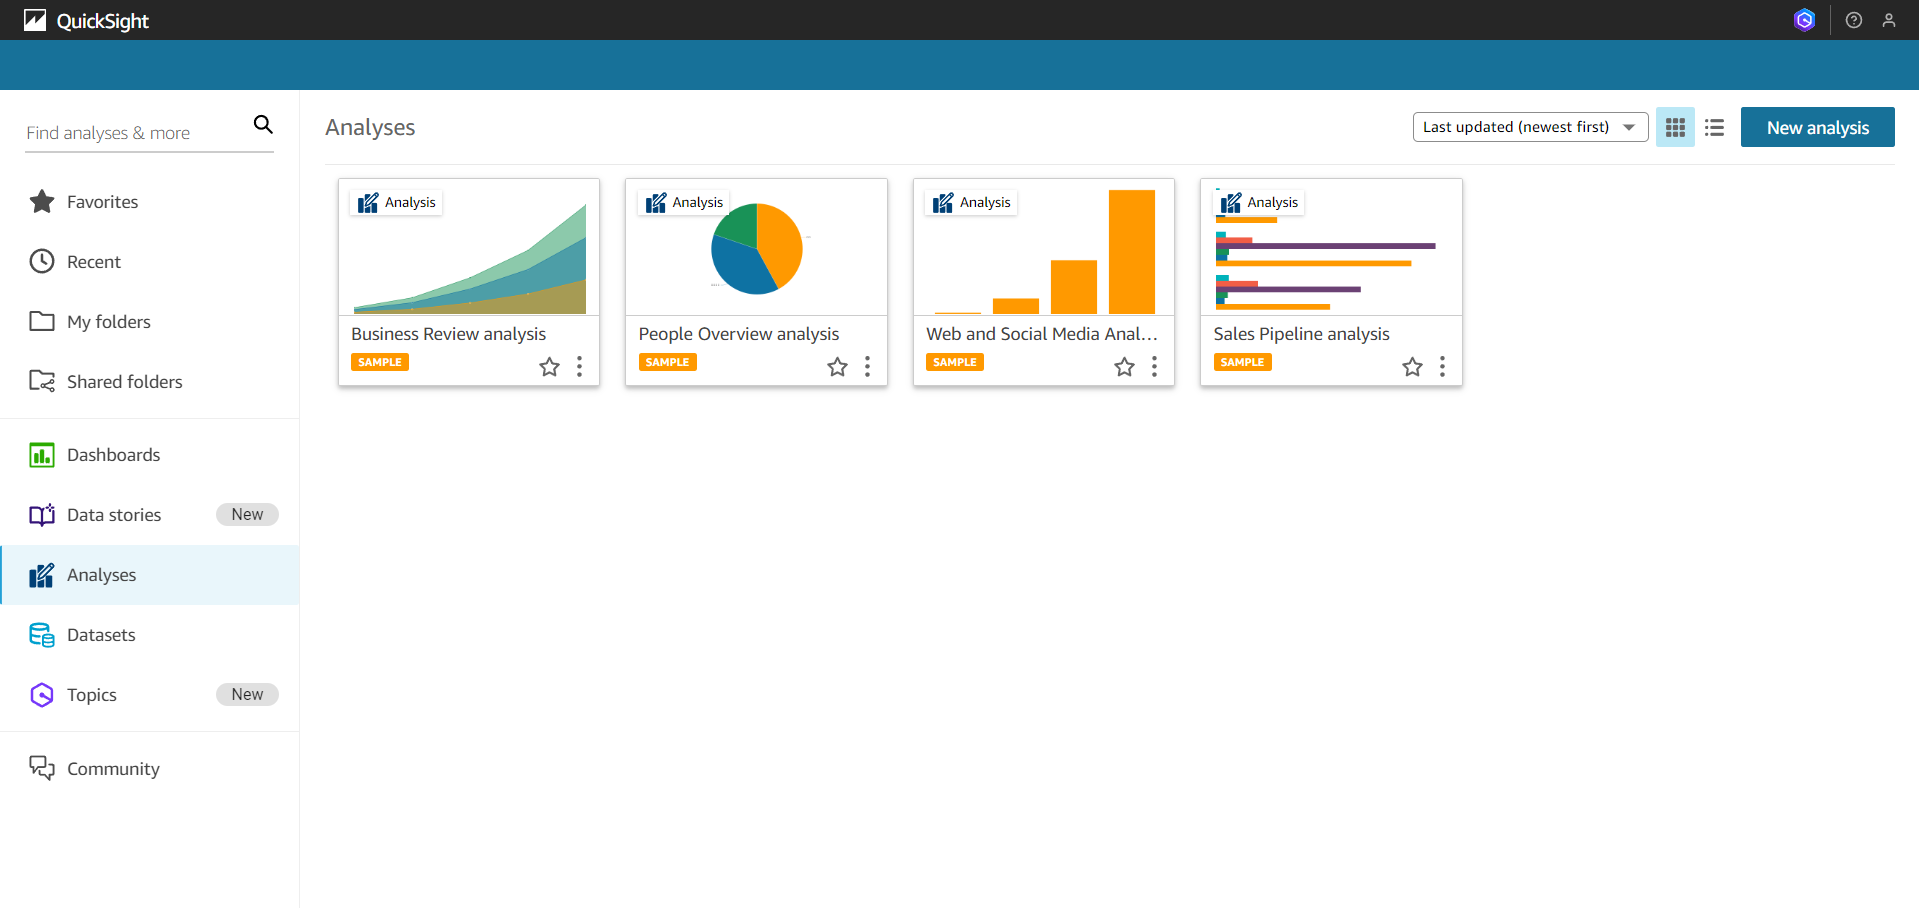 QuickSight
Find analyses & more
Favorites
Recent
My folders
Shared folders
Dashboards
Data stories New
Analyses
Datasets
Topics New
Community
Analyses
Last updated (newest first)
New analysis
Analysis
Business Review analysis
SAMPLE
Analysis
People Overview analysis
SAMPLE
Analysis
Web and Social Media Anal...
SAMPLE
Analysis
Sales Pipeline analysis
SAMPLE